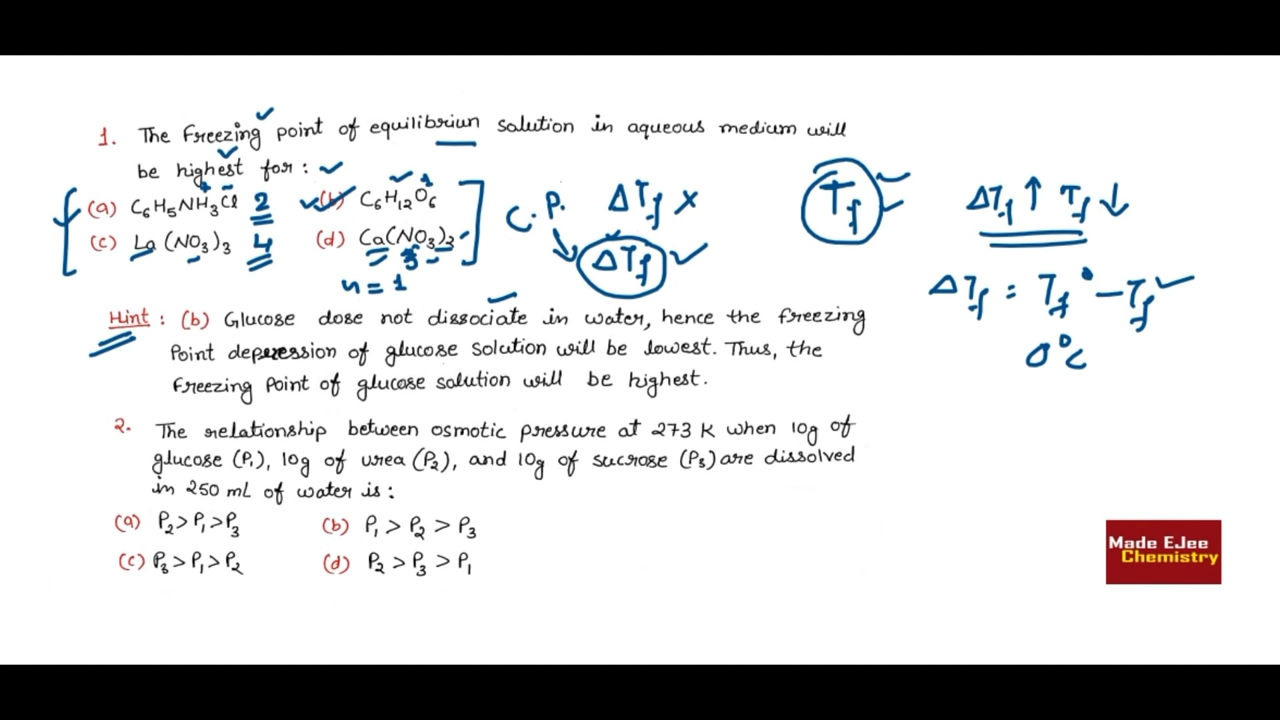 1. The Freezing point of equilibriun solution in aqueous medium will
be highest for :
(a) C6H5NH3Cl 2 (b) C6H12O6
(c) La (NO3)3 4 (d) Ca(NO3)2 3
n = 1
C. P. ΔTf x
ΔTf
Tf
ΔTf ↑ Tf ↓
ΔTf = Tf° - Tf
0°C
Hint : (b) Glucose dose not dissociate in water, hence the freezing
Point depression of glucose solution will be lowest. Thus, the
freezing Point of glucose solution will be highest.
2. The relationship between osmotic pressure at 273 K when 10g of
glucose (P1), 10g of urea (P2), and 10g of sucrose (P3) are dissolved
in 250 mL of water is :
(a) P2 > P1 > P3 (b) P1 > P2 > P3
(c) P3 > P1 > P2 (d) P2 > P3 > P1
Made EJee
Chemistry